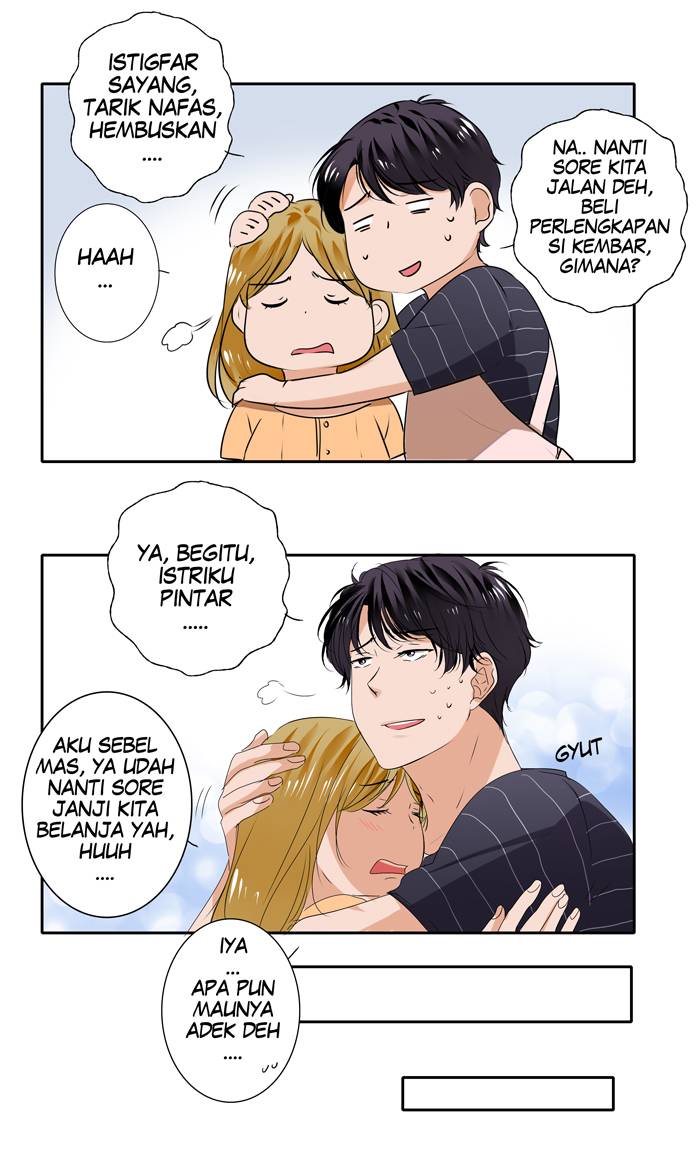 ISTIGFAR
SAYANG,
TARIK NAFAS,
HEMBUSKAN
....
HAAH
...
NA.. NANTI
SORE KITA
JALAN DEH,
BELI
PERLENGKAPAN
SI KEMBAR,
GIMANA?
YA, BEGITU,
ISTRIKU
PINTAR
.....
AKU SEBEL
MAS, YA UDAH
NANTI SORE
JANJI KITA
BELANJA YAH,
HUUH
....
GYUT
IYA
...
APA PUN
MAUNYA
ADEK DEH
....